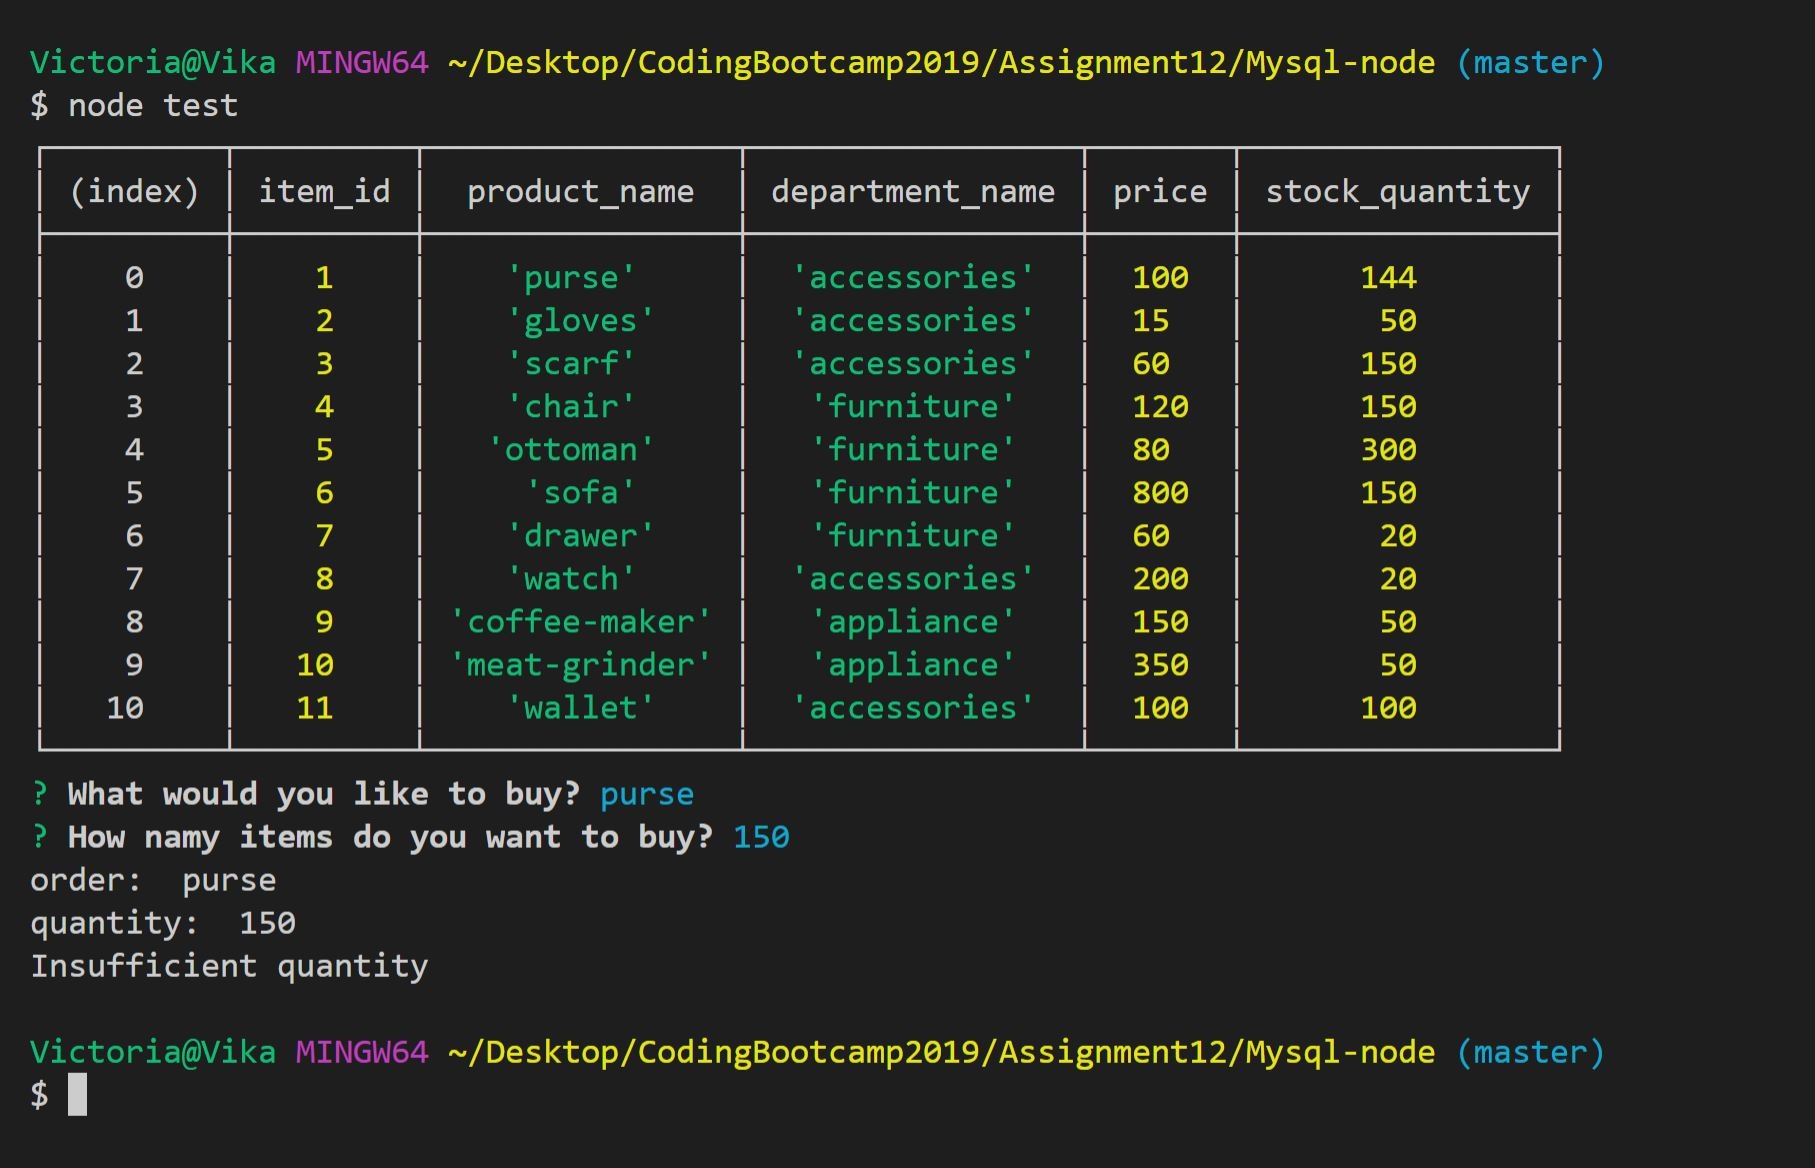 Victoria@Vika MINGW64 ~/Desktop/CodingBootcamp2019/Assignment12/Mysql-node (master)
$ node test
(index) item_id product_name department_name price stock_quantity
0 1 'purse' 'accessories' 100 144
1 2 'gloves' 'accessories' 15 50
2 3 'scarf' 'accessories' 60 150
3 4 'chair' 'furniture' 120 150
4 5 'ottoman' 'furniture' 80 300
5 6 'sofa' 'furniture' 800 150
6 7 'drawer' 'furniture' 60 20
7 8 'watch' 'accessories' 200 20
8 9 'coffee-maker' 'appliance' 150 50
9 10 'meat-grinder' 'appliance' 350 50
10 11 'wallet' 'accessories' 100 100
? What would you like to buy? purse
? How namy items do you want to buy? 150
order:  purse
quantity:  150
Insufficient quantity
Victoria@Vika MINGW64 ~/Desktop/CodingBootcamp2019/Assignment12/Mysql-node (master)
$